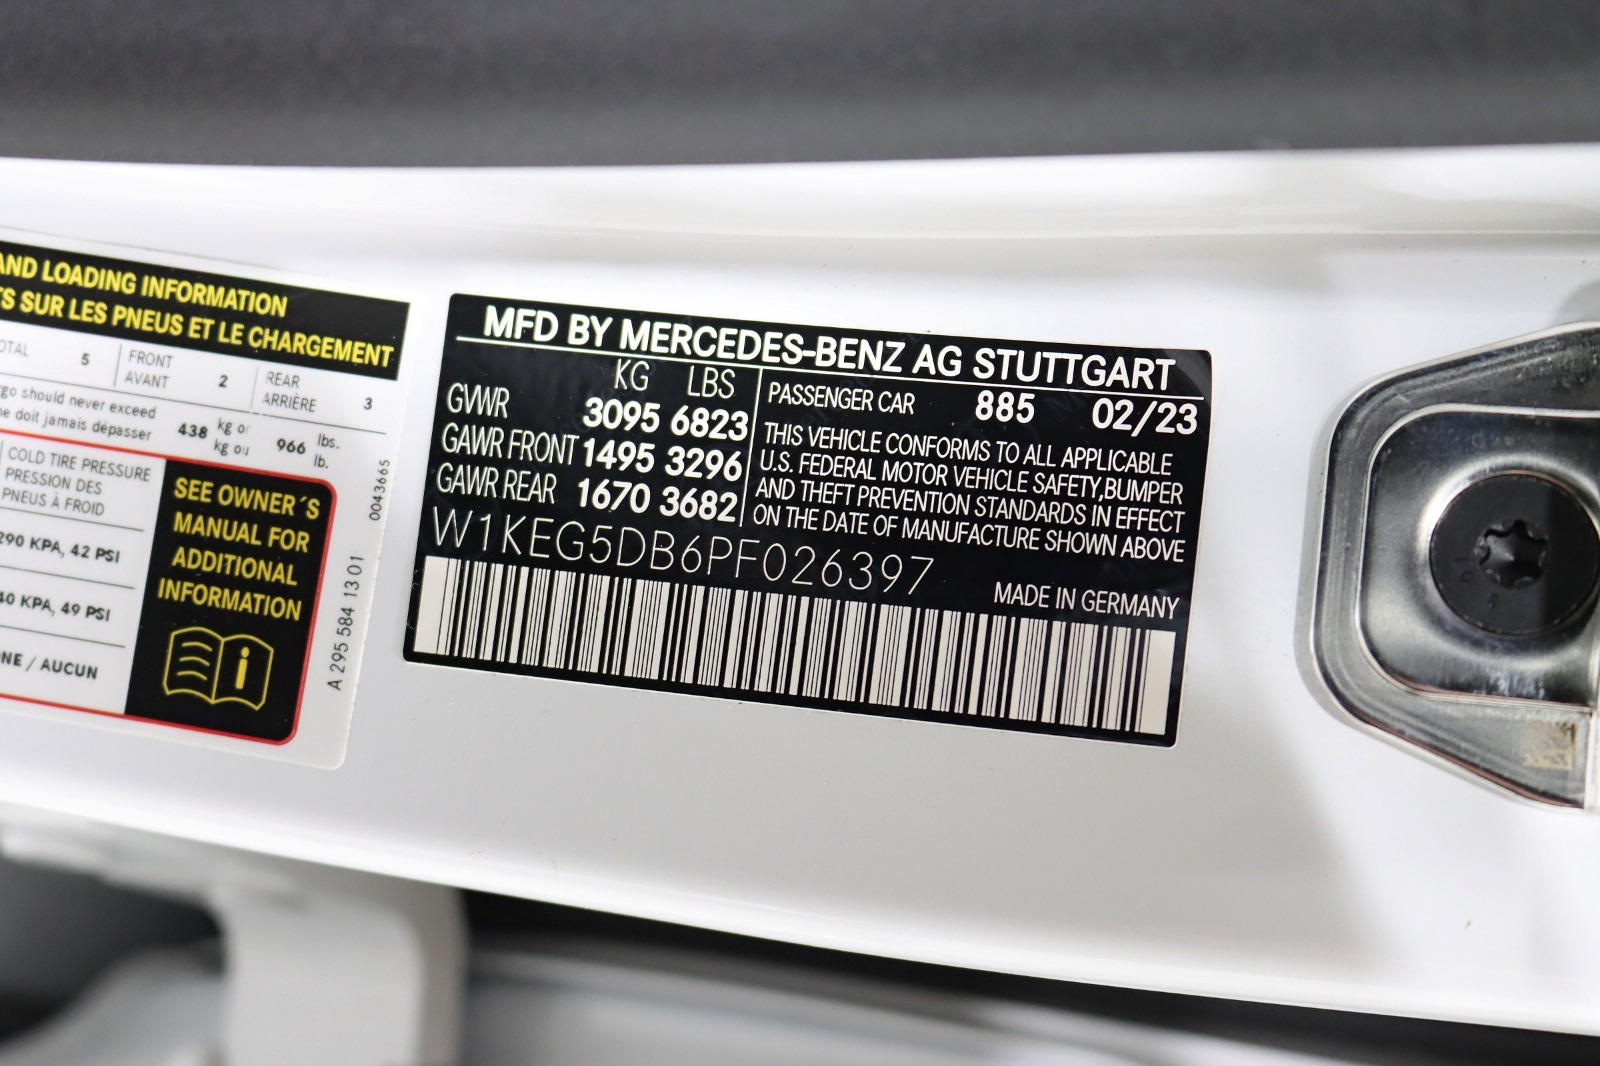 AND LOADING INFORMATION
TS SUR LES PNEUS ET LE CHARGEMENT
OTAL 5 FRONT AVANT 2 REAR ARRIÈRE 3
rgo should never exceed
ne doit jamais dépasser 438 kg or kg ou 966 lbs. lb.
COLD TIRE PRESSURE
PRESSION DES
PNEUS À FROID
290 KPA, 42 PSI
40 KPA, 49 PSI
ONE / AUCUN
SEE OWNER´S
MANUAL FOR
ADDITIONAL
INFORMATION
i
A 295 584 13 01 0043665
MFD BY MERCEDES-BENZ AG STUTTGART
KG LBS
GVWR 3095 6823
GAWR FRONT 1495 3296
GAWR REAR 1670 3682
PASSENGER CAR 885 02/23
THIS VEHICLE CONFORMS TO ALL APPLICABLE
U.S. FEDERAL MOTOR VEHICLE SAFETY,BUMPER
AND THEFT PREVENTION STANDARDS IN EFFECT
ON THE DATE OF MANUFACTURE SHOWN ABOVE
W1KEG5DB6PF026397
MADE IN GERMANY